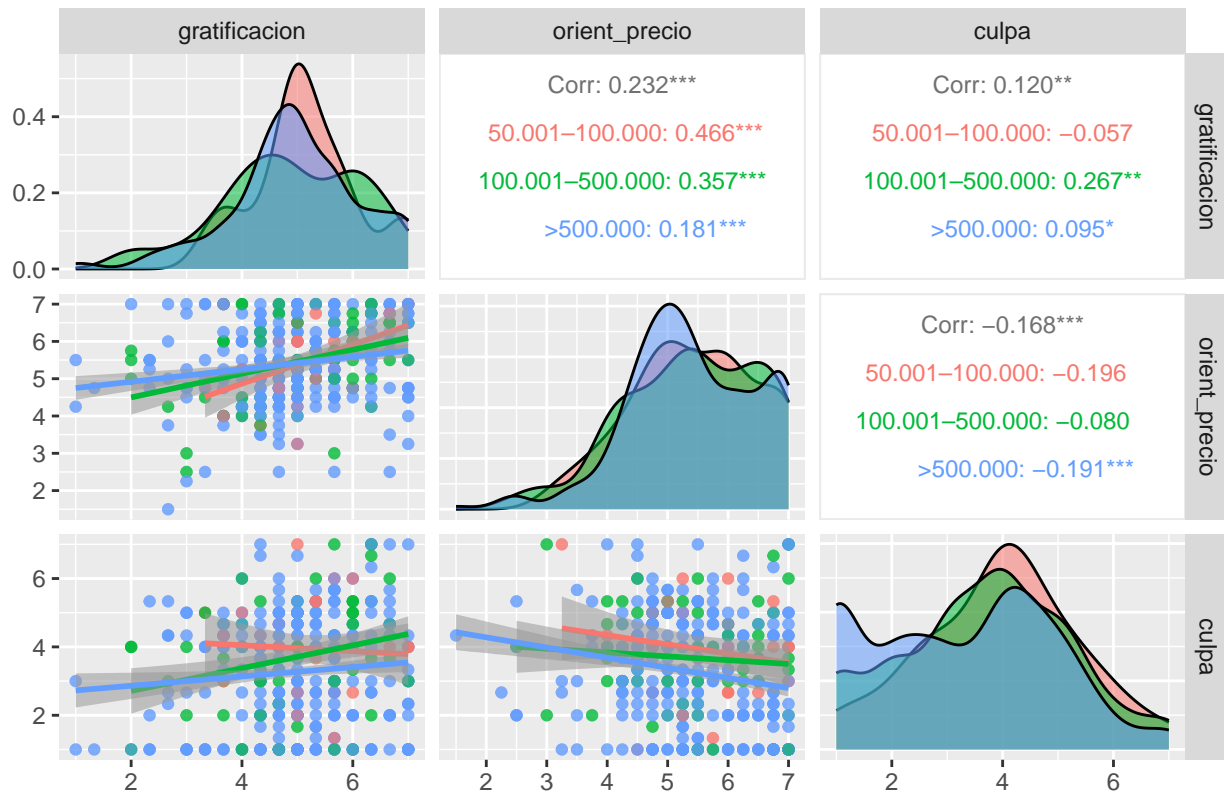 gratificacion
orient_precio
culpa
0.4
0.2
0.0
Corr: 0.232***
50.001−100.000: 0.466***
100.001−500.000: 0.357***
>500.000: 0.181***
Corr: 0.120**
50.001−100.000: −0.057
100.001−500.000: 0.267**
>500.000: 0.095*
gratificacion
7
6
5
4
3
2
Corr: −0.168***
50.001−100.000: −0.196
100.001−500.000: −0.080
>500.000: −0.191***
orient_precio
6
4
2
culpa
2 4 6
2 3 4 5 6 7
2 4 6